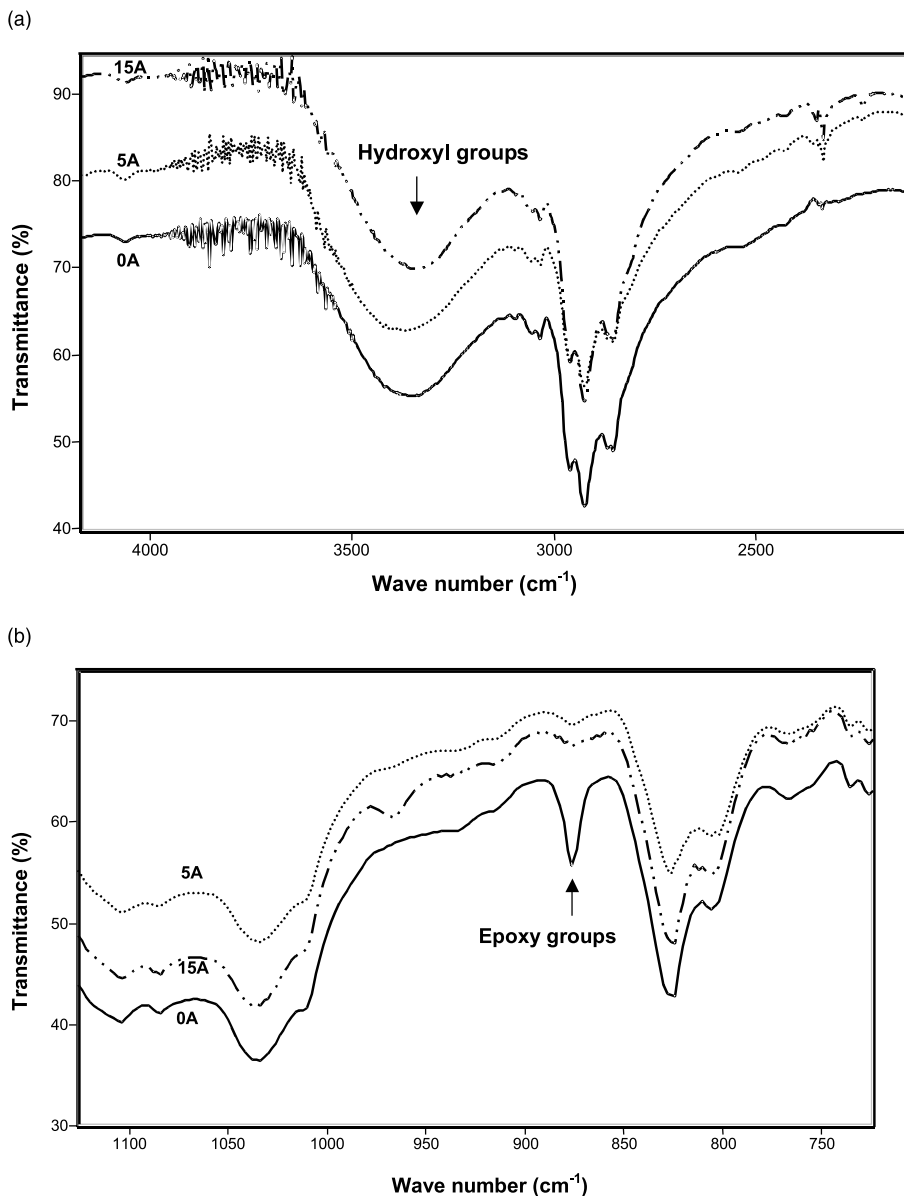 (a)
15A
90
Hydroxyl groups
5A
80
0A
70
60
50
40
Transmittance (%)
4000 3500 3000 2500
Wave number (cm-1)
(b)
70
60
5A
50
Epoxy groups
15A
0A
40
30
Transmittance (%)
1100 1050 1000 950 900 850 800 750
Wave number (cm-1)